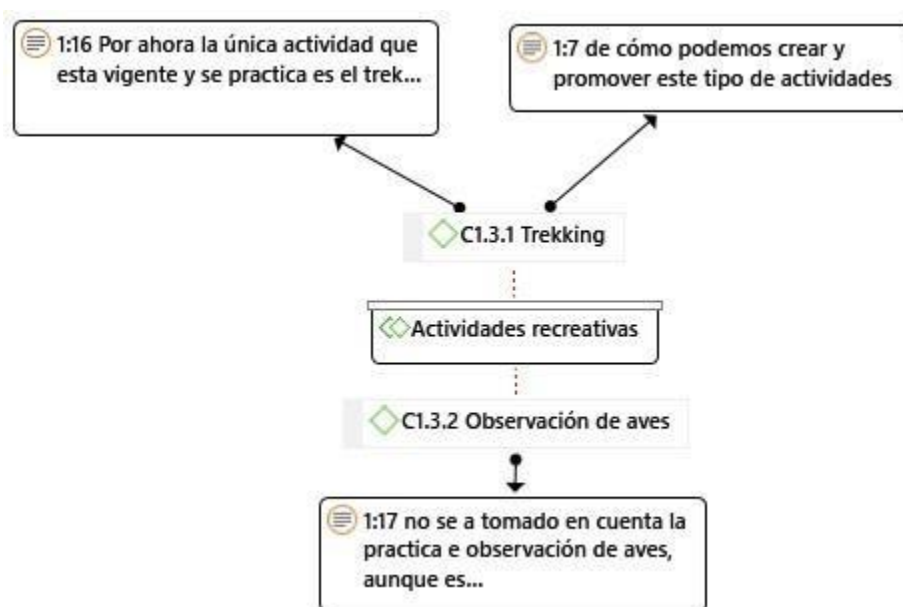 1:16 Por ahora la única actividad que
esta vigente y se practica es el trek...
1:7 de cómo podemos crear y
promover este tipo de actividades
C1.3.1 Trekking
Actividades recreativas
C1.3.2 Observación de aves
1:17 no se a tomado en cuenta la
practica e observación de aves,
aunque es...